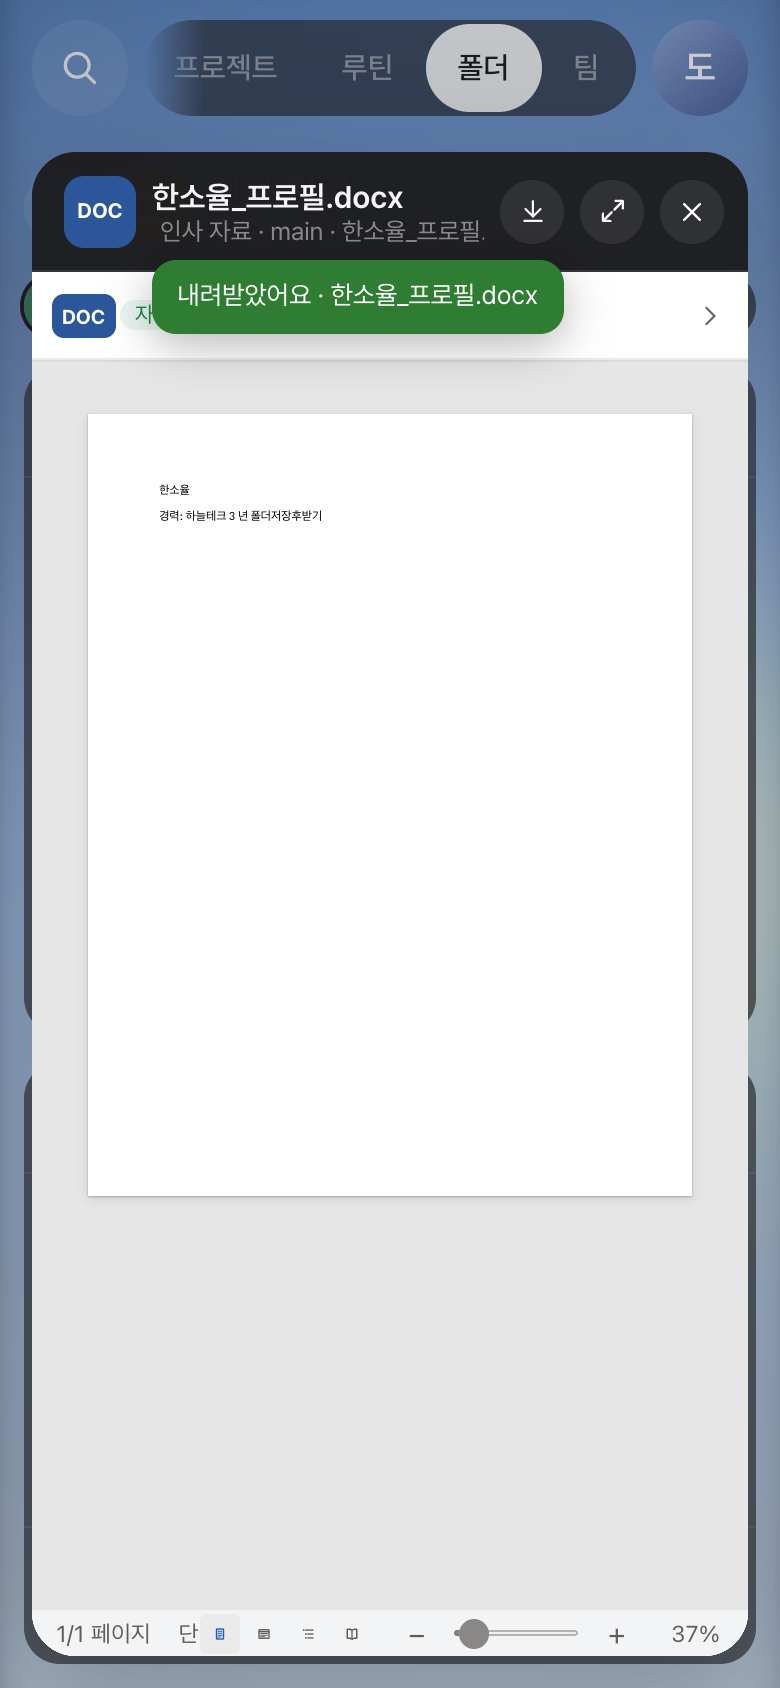 프로젝트 루틴 폴더 팀 도
DOC 한소율_프로필.docx
인사 자료 · main · 한소율_프로필.
내려받았어요 · 한소율_프로필.docx
DOC 자
한소율
경력: 하늘테크 3 년 폴더저장후받기
1/1 페이지 단 37%